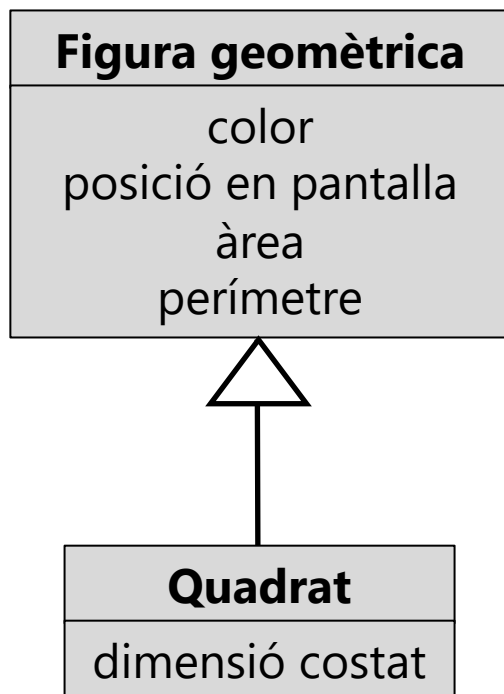 Figura geomètrica
color
posició en pantalla
àrea
perímetre
Quadrat
dimensió costat